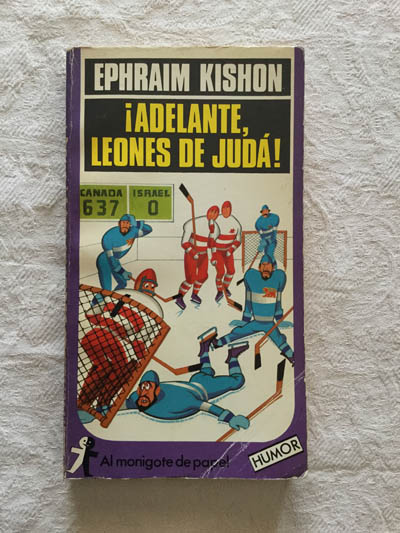 EPHRAIM KISHON
¡ADELANTE,
LEONES DE JUDÁ!
CANADA ISRAEL
637 0
Al monigote de papel
HUMOR